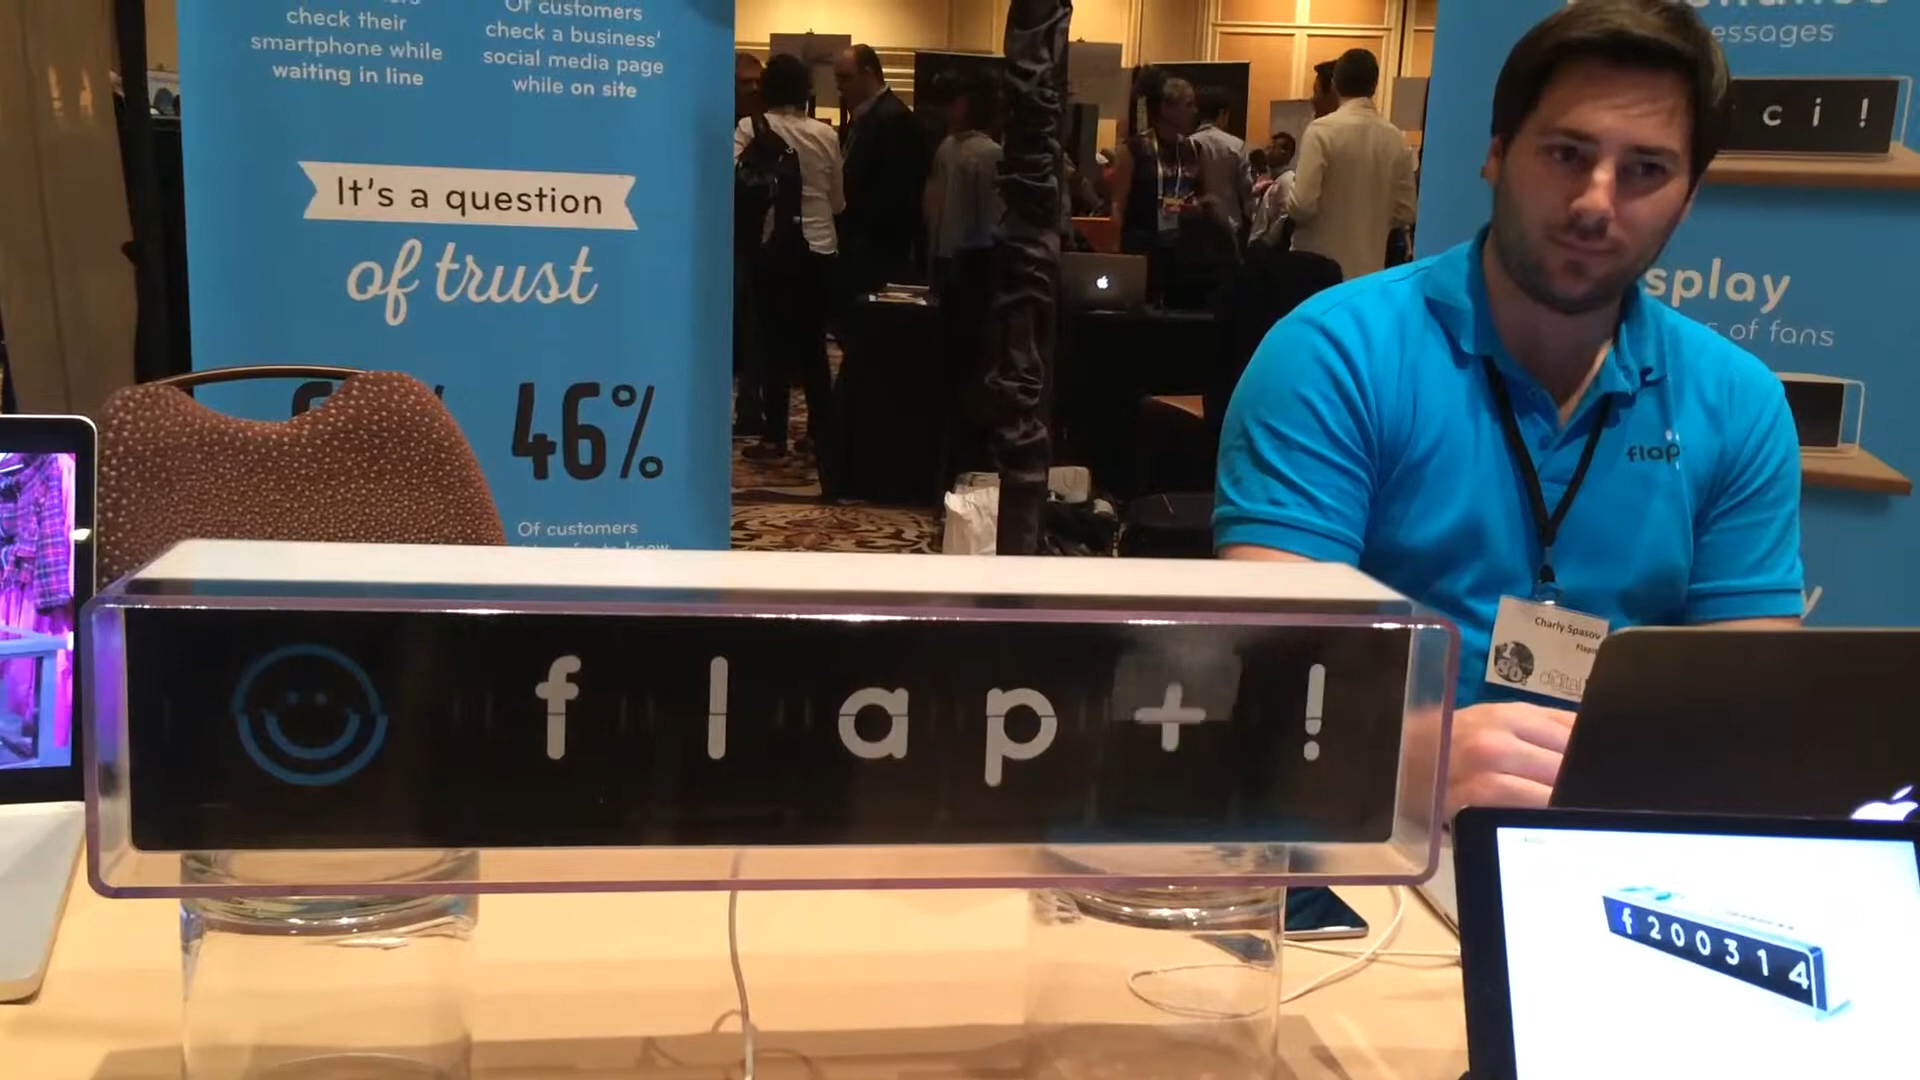 check their
smartphone while
waiting in line
Of customers
check a business'
social media page
while on site
It's a question
of trust
46%
Of customers
essages
c i !
splay
of fans
flap
Charly Spasov
digital
f l a p + !
f 2 0 0 3 1 4